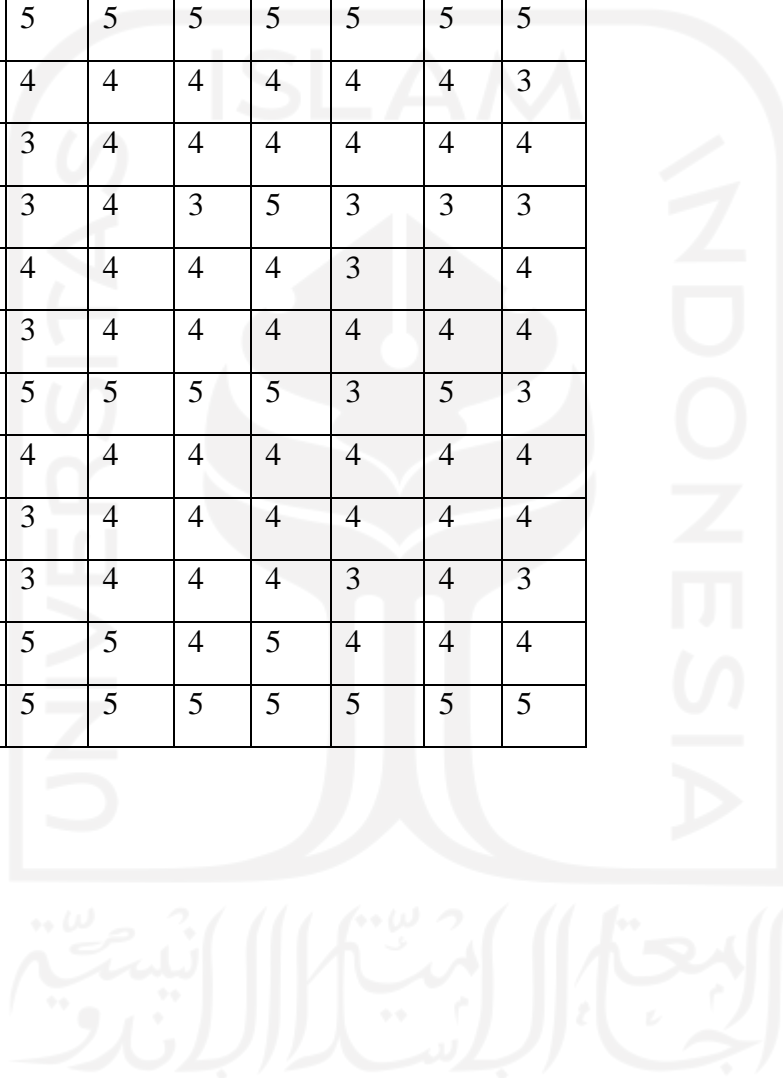 5 5 5 5 5 5 5
4 4 4 4 4 4 3
3 4 4 4 4 4 4
3 4 3 5 3 3 3
4 4 4 4 3 4 4
3 4 4 4 4 4 4
5 5 5 5 3 5 3
4 4 4 4 4 4 4
3 4 4 4 4 4 4
3 4 4 4 3 4 3
5 5 4 5 4 4 4
5 5 5 5 5 5 5
ISLAM
UNIVERSITAS
INDONESIA